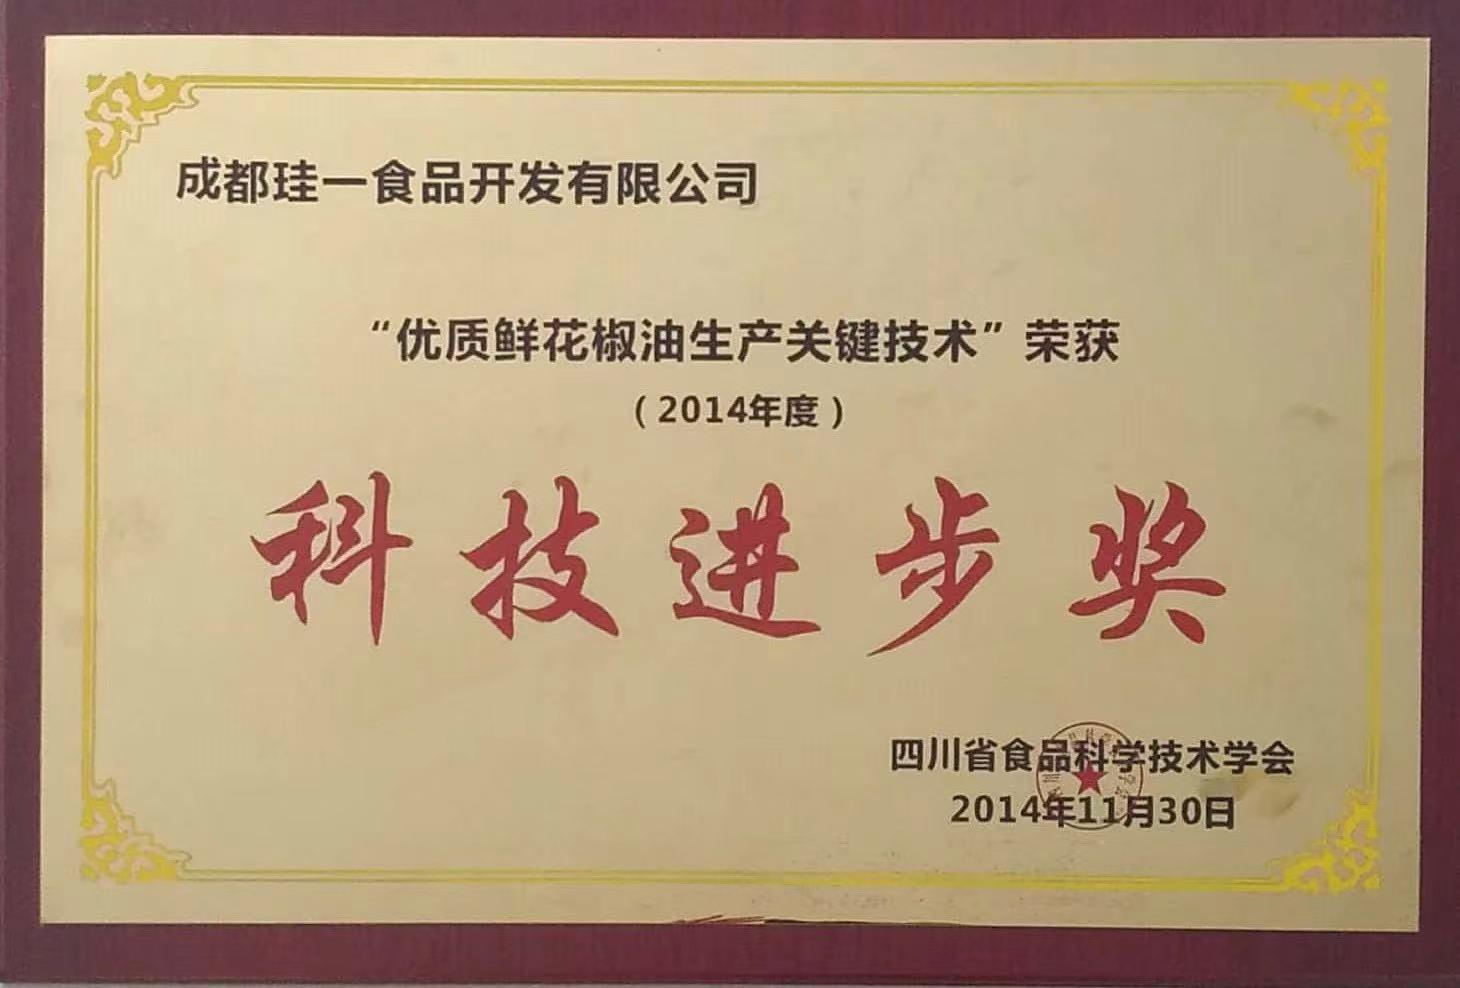 成都珪一食品开发有限公司
“优质鲜花椒油生产关键技术”荣获
（2014年度）
科技进步奖
四川省食品科学技术学会
2014年11月30日